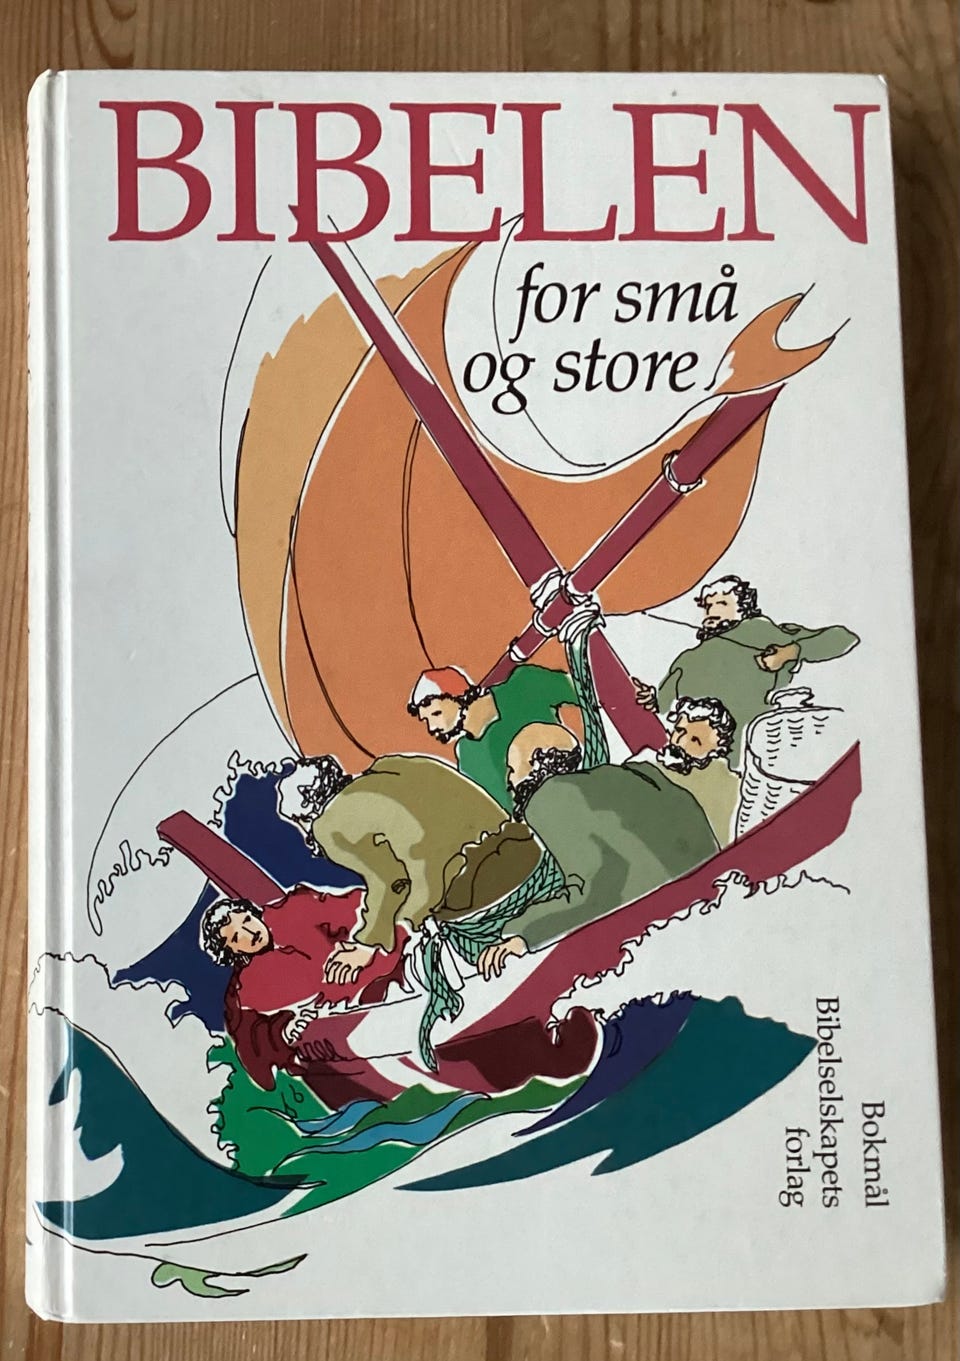 BIBELEN
for små
og store
Bokmål
Bibelselskapets
forlag